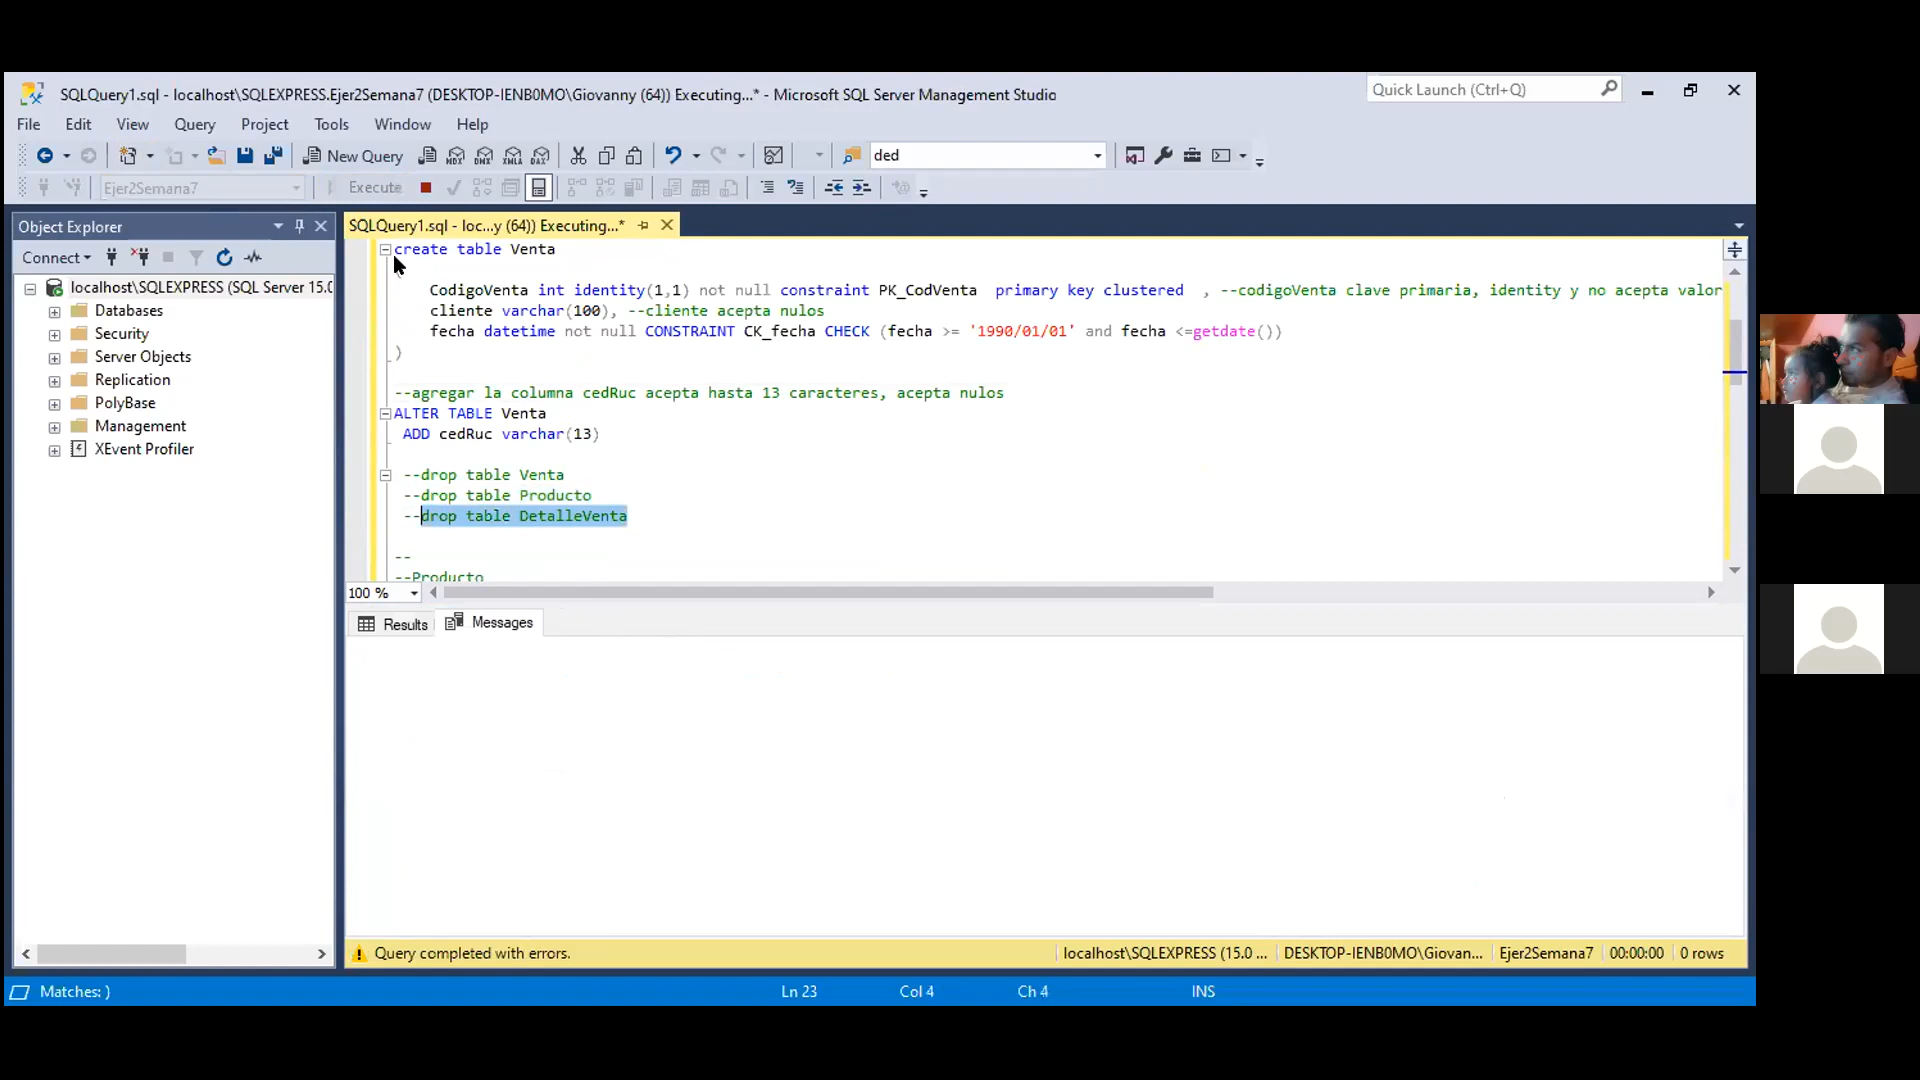 SQLQuery1.sql - localhost\SQLEXPRESS.Ejer2Semana7 (DESKTOP-IENB0MO\Giovanny (64)) Executing...* - Microsoft SQL Server Management Studio
Quick Launch (Ctrl+Q)
File Edit View Query Project Tools Window Help
New Query
MDX DMX XMLA DAX
ded
Ejer2Semana7
Execute
Object Explorer
SQLQuery1.sql - loc...y (64)) Executing...*
Connect
localhost\SQLEXPRESS (SQL Server 15.0
Databases
Security
Server Objects
Replication
PolyBase
Management
XEvent Profiler
create table Venta
CodigoVenta int identity(1,1) not null constraint PK_CodVenta primary key clustered , --codigoVenta clave primaria, identity y no acepta valor
cliente varchar(100), --cliente acepta nulos
fecha datetime not null CONSTRAINT CK_fecha CHECK (fecha >= '1990/01/01' and fecha <=getdate())
)
--agregar la columna cedRuc acepta hasta 13 caracteres, acepta nulos
ALTER TABLE Venta
ADD cedRuc varchar(13)
--drop table Venta
--drop table Producto
--drop table DetalleVenta
--
--Producto
100 %
Results Messages
Query completed with errors.
localhost\SQLEXPRESS (15.0 ... DESKTOP-IENB0MO\Giovan... Ejer2Semana7 00:00:00 0 rows
Matches: )
Ln 23 Col 4 Ch 4 INS